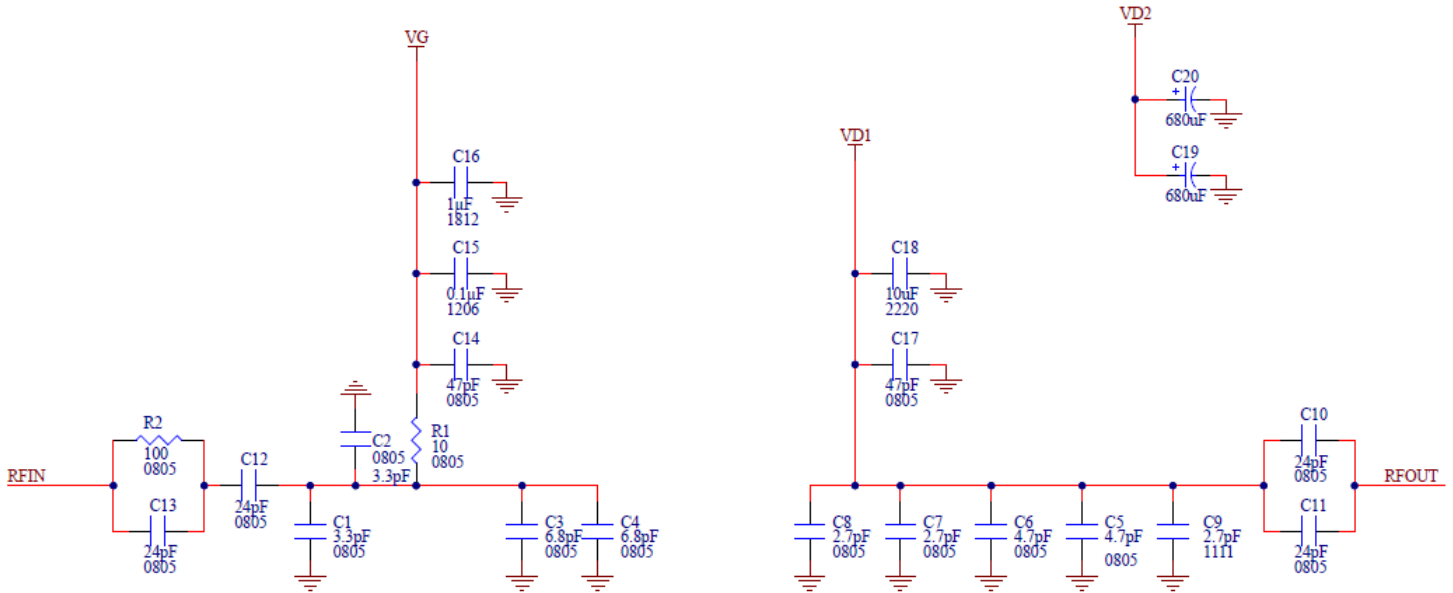 VG
VD2
C20
+
680uF
C19
+
680uF
VD1
C16
1µF
1812
C15
0.1µF
1206
C18
10uF
2220
C14
47pF
0805
C17
47pF
0805
R2
100
0805
C2
0805
3.3pF
R1
10
0805
C10
24pF
0805
RFIN
C12
24pF
0805
RFOUT
C13
24pF
0805
C1
3.3pF
0805
C3
6.8pF
0805
C4
6.8pF
0805
C8
2.7pF
0805
C7
2.7pF
0805
C6
4.7pF
0805
C5
4.7pF
0805
C9
2.7pF
1111
C11
24pF
0805